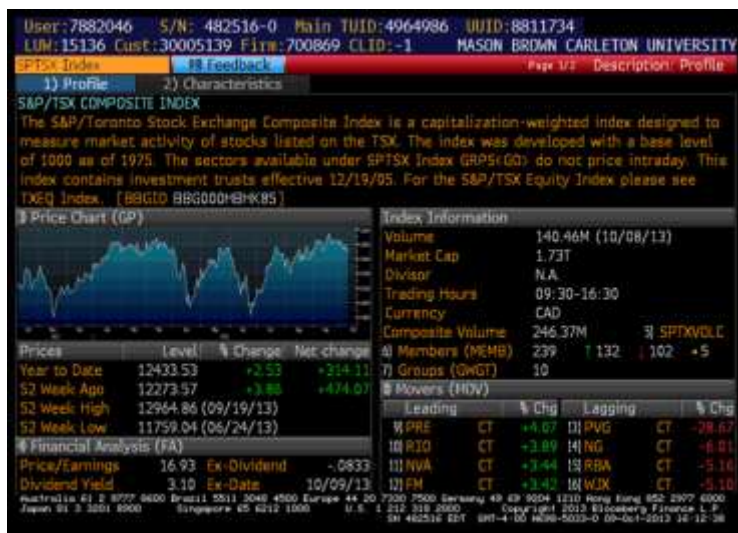 User:7882046 S/N: 482516-0 Main TUID:4964986 UUID:8811734
LUW:15136 Cust:30005139 Firm:700869 CLID:-1 MASON BROWN CARLETON UNIVERSITY
SPTSX Index Feedback Page 1/2 Description: Profile
1) Profile 2) Characteristics
S&P/TSX COMPOSITE INDEX
The S&P/Toronto Stock Exchange Composite Index is a capitalization-weighted index designed to
measure market activity of stocks listed on the TSX. The index was developed with a base level
of 1000 as of 1975. The sectors available under SPTSX Index GRPS<GO> do not price intraday. This
index contains investment trusts effective 12/19/05. For the S&P/TSX Equity Index please see
TXEQ Index. [BBGID BBG000HBMK85]
3 Price Chart (GP)
Index Information
Volume 140.46M (10/08/13)
Market Cap 1.73T
Divisor N.A.
Trading Hours 09:30-16:30
Currency CAD
Composite Volume 246.37M 5) SPTXVOLC
6) Members (MEMB) 239 132 102 +5
7) Groups (GWGT) 10
Prices Level % Change Net change
Year to Date 12433.53 +2.53 +314.11
52 Week Ago 12273.57 +3.86 +474.07
52 Week High 12964.86 (09/19/13)
52 Week Low 11759.04 (06/24/13)
4 Financial Analysis (FA)
Price/Earnings 16.93 Ex-Dividend -.0833
Dividend Yield 3.10 Ex-Date 10/09/13
8 Movers (MOV)
Leading % Chg Lagging % Chg
9) PRE CT +4.07 13) PVG CT -28.67
10) RIO CT +3.89 14) NG CT -6.01
11) NVA CT +3.44 15) RBA CT -5.16
12) FM CT +3.42 16) WJX CT -5.10
Australia 61 2 9777 8600 Brazil 5511 3048 4500 Europe 44 20 7330 7500 Germany 49 69 9204 1210 Hong Kong 852 2977 6000
Japan 81 3 3201 8900 Singapore 65 6212 1000 U.S. 1 212 318 2000 Copyright 2013 Bloomberg Finance L.P.
SN 482516 EDT GMT-4:00 09-Oct-2013 16:12:38